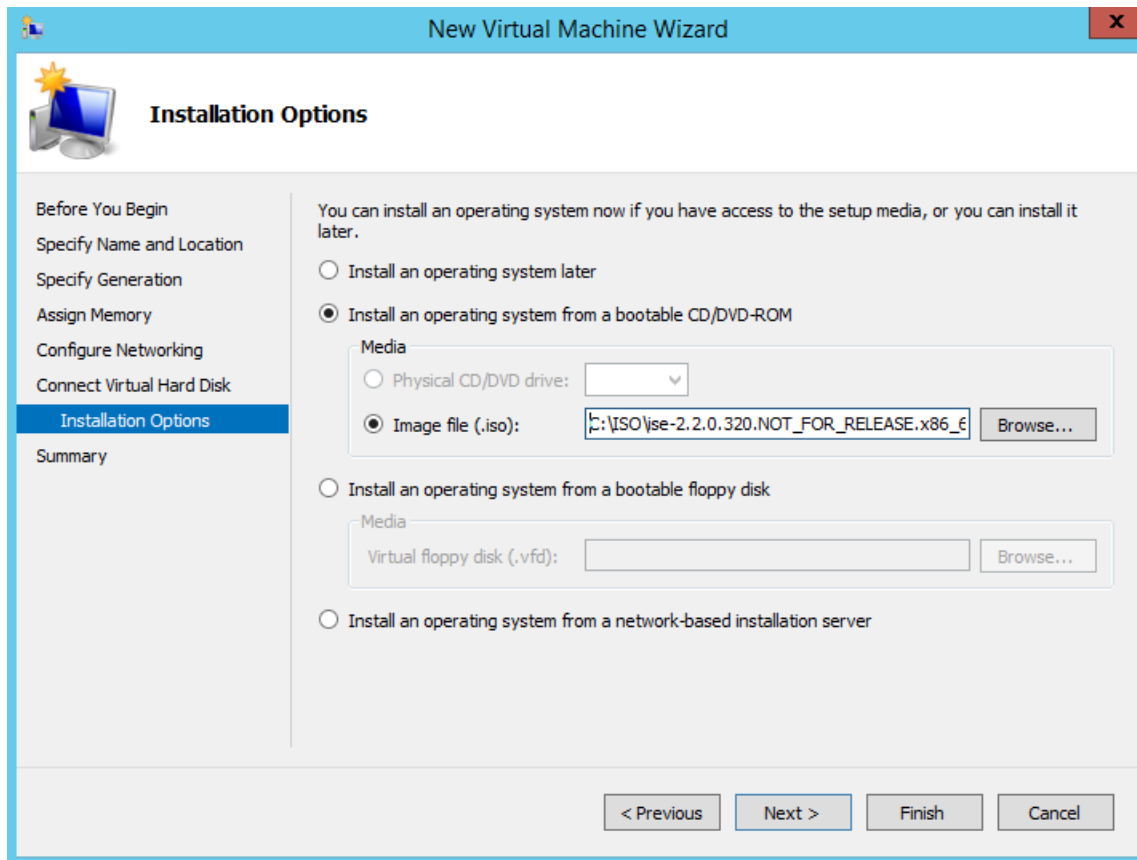 New Virtual Machine Wizard
x
Installation Options
Before You Begin
Specify Name and Location
Specify Generation
Assign Memory
Configure Networking
Connect Virtual Hard Disk
Installation Options
Summary
You can install an operating system now if you have access to the setup media, or you can install it
later.
Install an operating system later
Install an operating system from a bootable CD/DVD-ROM
Media
Physical CD/DVD drive:
Image file (.iso):
C:\ISO\ise-2.2.0.320.NOT_FOR_RELEASE.x86_6
Browse...
Install an operating system from a bootable floppy disk
Media
Virtual floppy disk (.vfd):
Browse...
Install an operating system from a network-based installation server
< Previous
Next >
Finish
Cancel